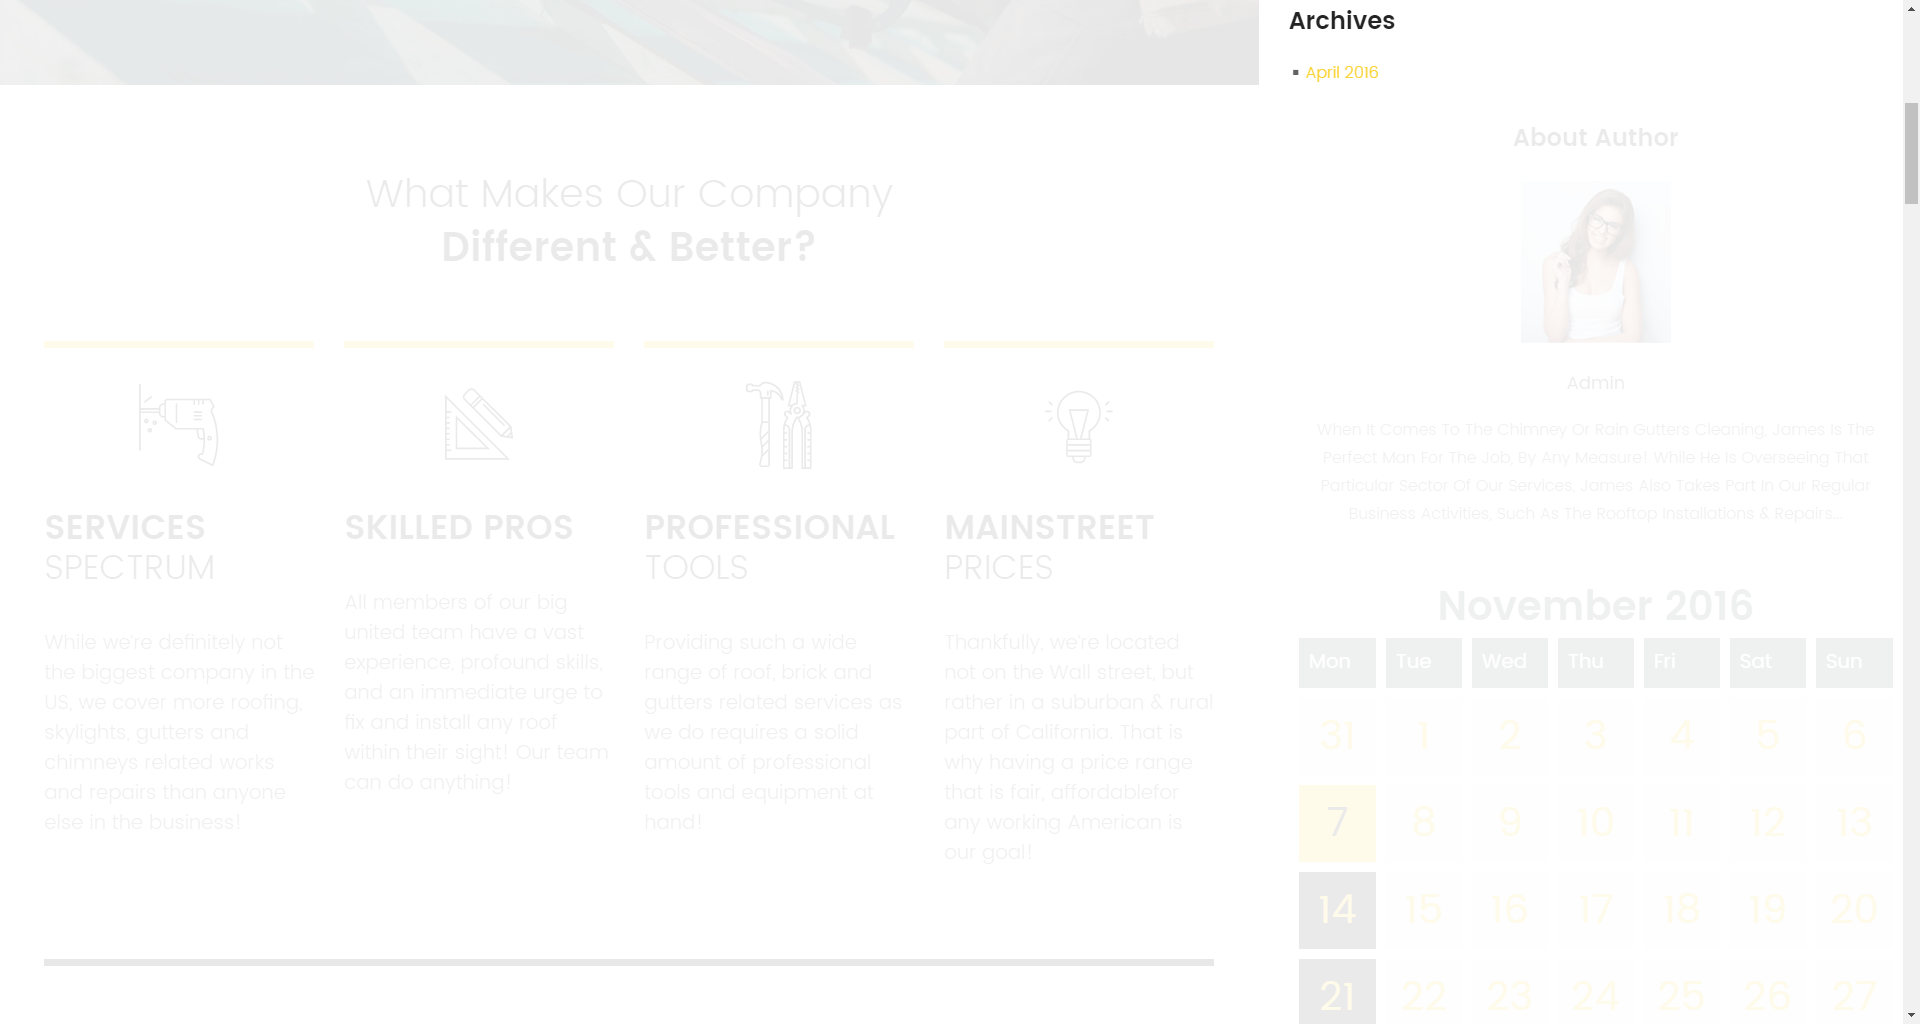 Archives
April 2016
What Makes Our Company
Different & Better?
SERVICES
SPECTRUM
While we're definitely not
the biggest company in the
US, we cover more roofing,
skylights, gutters and
chimneys related works
and repairs than anyone
else in the business!
SKILLED PROS
All members of our big
united team have a vast
experience, profound skills,
and an immediate urge to
fix and install any roof
within their sight! Our team
can do anything!
PROFESSIONAL
TOOLS
Providing such a wide
range of roof, brick and
gutters related services as
we do requires a solid
amount of professional
tools and equipment at
hand!
MAINSTREET
PRICES
Thankfully, we're located
not on the Wall street, but
rather in a suburban & rural
part of California. That is
why having a price range
that is fair, affordablefor
any working American is
our goal!
About Author
Admin
When It Comes To The Chimney Or Rain Gutters Cleaning, James Is The
Perfect Man For The Job, By Any Measure! While He Is Overseeing That
Particular Sector Of Our Services, James Also Takes Part In Our Regular
Business Activities, Such As The Rooftop Installations & Repairs...
November 2016
Mon Tue Wed Thu Fri Sat Sun
31 1 2 3 4 5 6
7 8 9 10 11 12 13
14 15 16 17 18 19 20
21 22 23 24 25 26 27